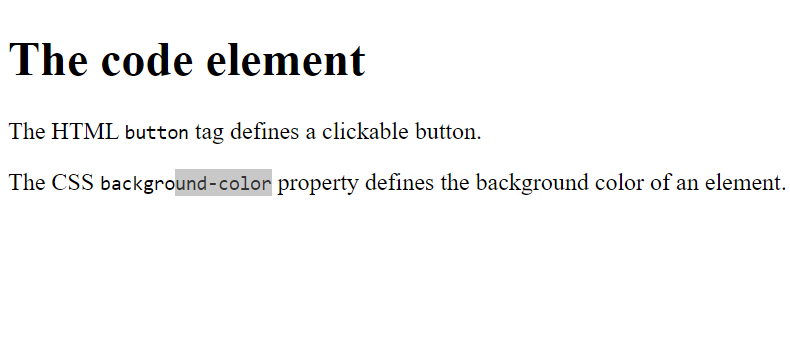 The code element
The HTML button tag defines a clickable button.
The CSS background-color property defines the background color of an element.